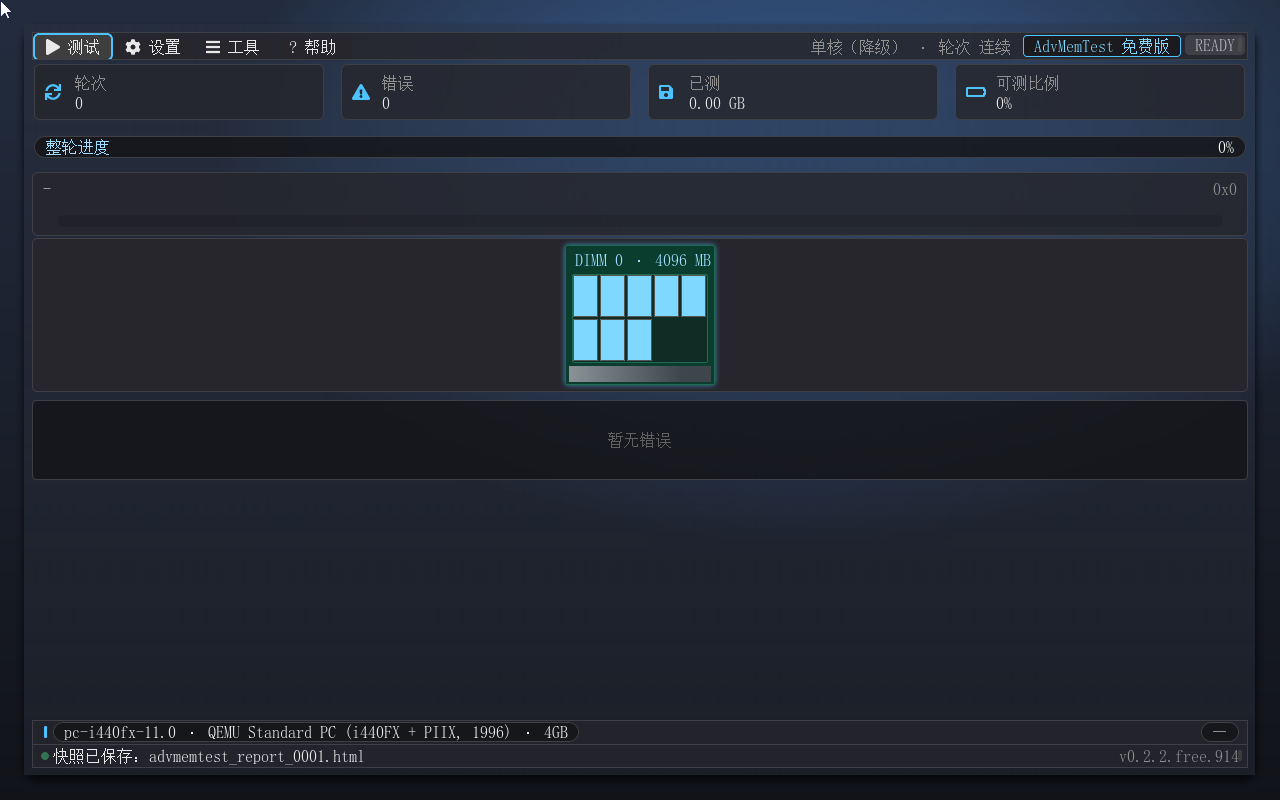 测试 设置 工具 ? 帮助 单核（降级） · 轮次 连续 AdvMemTest 免费版 READY
轮次 错误 已测 可测比例
0 0 0.00 GB 0%
整轮进度 0%
— 0x0
DIMM 0 · 4096 MB
暂无错误
pc-i440fx-11.0 · QEMU Standard PC (i440FX + PIIX, 1996) · 4GB —
快照已保存: advmemtest_report_0001.html v0.2.2.free.914